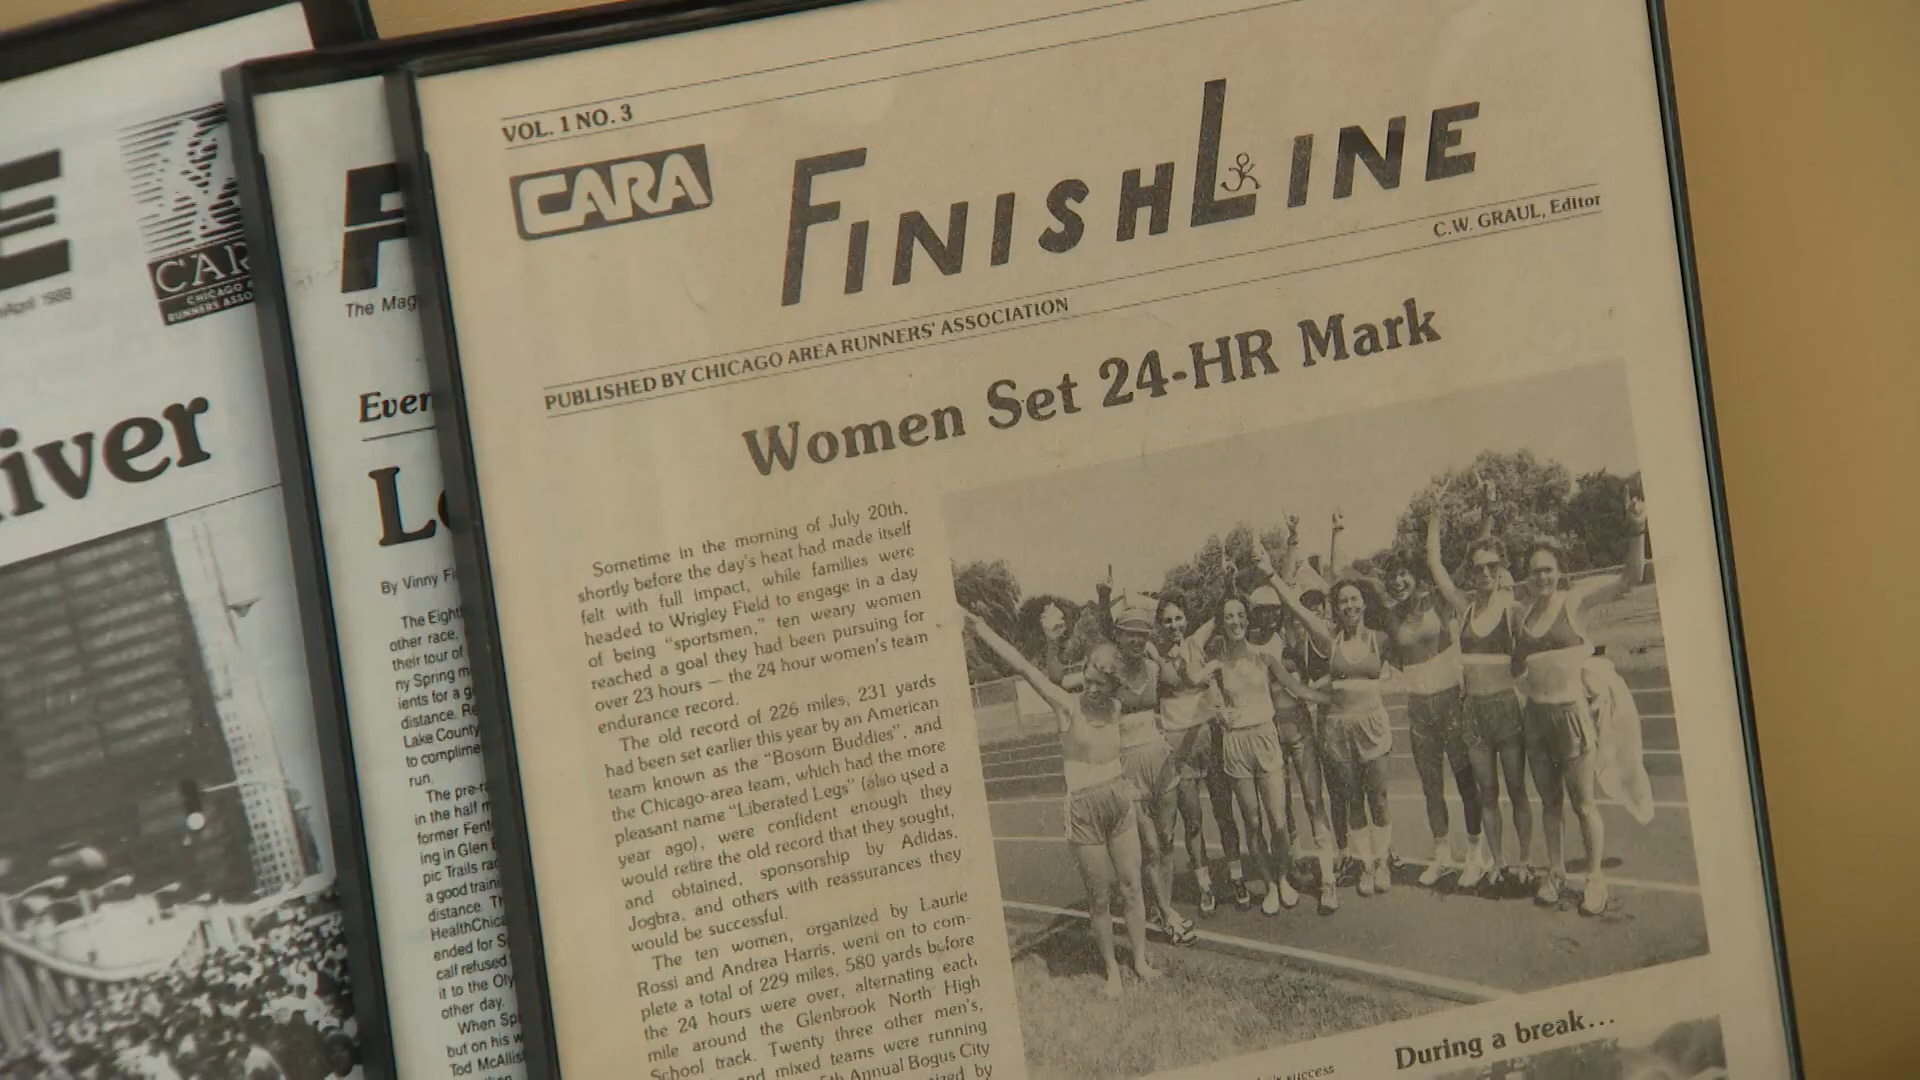 VOL. 1 NO. 3
CARA
FINISHLINE
C.W. GRAUL, Editor
PUBLISHED BY CHICAGO AREA RUNNERS' ASSOCIATION
Women Set 24-HR Mark
Sometime in the morning of July 20th,
shortly before the day's heat had made itself
felt with full impact, while families were
headed to Wrigley Field to engage in a day
of being "sportsmen," ten weary women
reached a goal they had been pursuing for
over 23 hours — the 24 hour women's team
endurance record.
The old record of 226 miles, 231 yards
had been set earlier this year by an American
team known as the "Bosom Buddies", and
the Chicago-area team, which had the more
pleasant name "Liberated Legs" (also used a
year ago), were confident enough they
would retire the old record that they sought,
and obtained, sponsorship by Adidas,
Jogbra, and others with reassurances they
would be successful.
The ten women, organized by Laurie
Rossi and Andrea Harris, went on to com-
plete a total of 229 miles, 580 yards before
the 24 hours were over, alternating each
mile around the Glenbrook North High
School track. Twenty three other men's,
and mixed teams were running
Annual Bogus City
by
During a break...
success
E
April 1988
CAR
CHICAGO
RUNNERS ASSO
iver
The Mag
Ever
By Vinny
The Eight
other race,
their tour of
ny Spring
ients for a
distance.
Lake County
to complime
run.
The pre-
in the half
former Fent
ing in Glen
pic Trails
a good train
distance.
HealthChic
ended for
calf refused
it to the Oly
other day.
When Sp
but on his
Tod McAllis